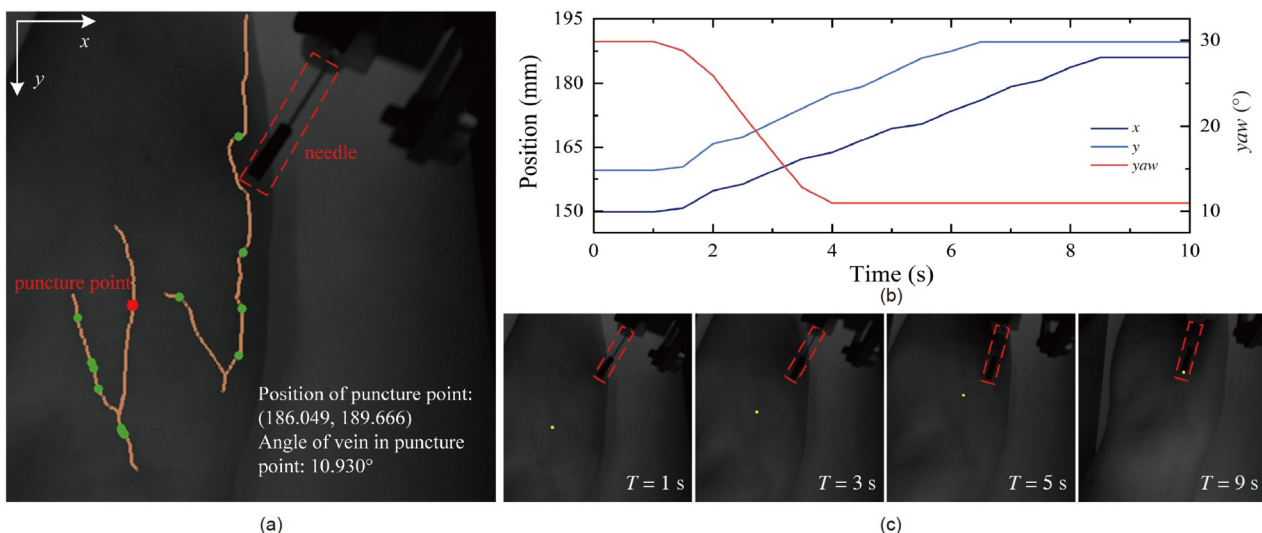 x
y
needle
puncture point
Position of puncture point:
(186.049, 189.666)
Angle of vein in puncture
point: 10.930°
(a)
195
180
165
150
Position (mm)
30
20
10
yaw (°)
x
y
yaw
0
2
4
6
8
10
Time (s)
(b)
T = 1 s
T = 3 s
T = 5 s
T = 9 s
(c)